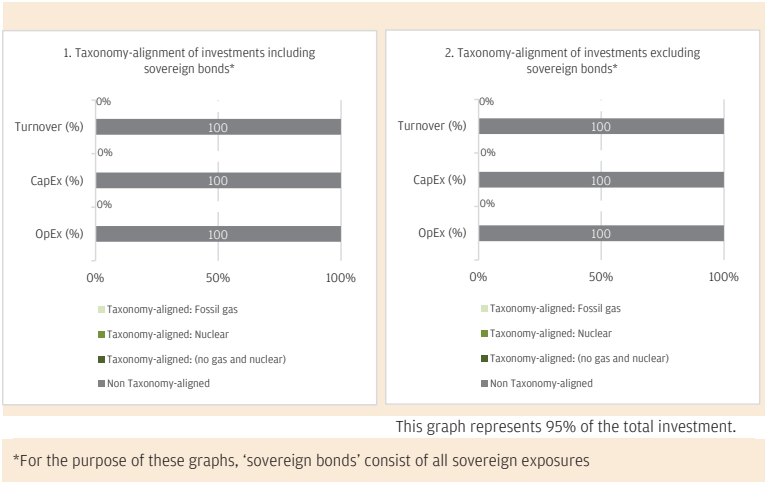 1. Taxonomy-alignment of investments including
sovereign bonds*
0%
Turnover (%)
100
0%
CapEx (%)
100
0%
OpEx (%)
100
0%
50%
100%
Taxonomy-aligned: Fossil gas
Taxonomy-aligned: Nuclear
Taxonomy-aligned: (no gas and nuclear)
Non Taxonomy-aligned
2. Taxonomy-alignment of investments excluding
sovereign bonds*
0%
Turnover (%)
100
0%
CapEx (%)
100
0%
OpEx (%)
100
0%
50%
100%
Taxonomy-aligned: Fossil gas
Taxonomy-aligned: Nuclear
Taxonomy-aligned: (no gas and nuclear)
Non Taxonomy-aligned
This graph represents 95% of the total investment.
*For the purpose of these graphs, ‘sovereign bonds’ consist of all sovereign exposures